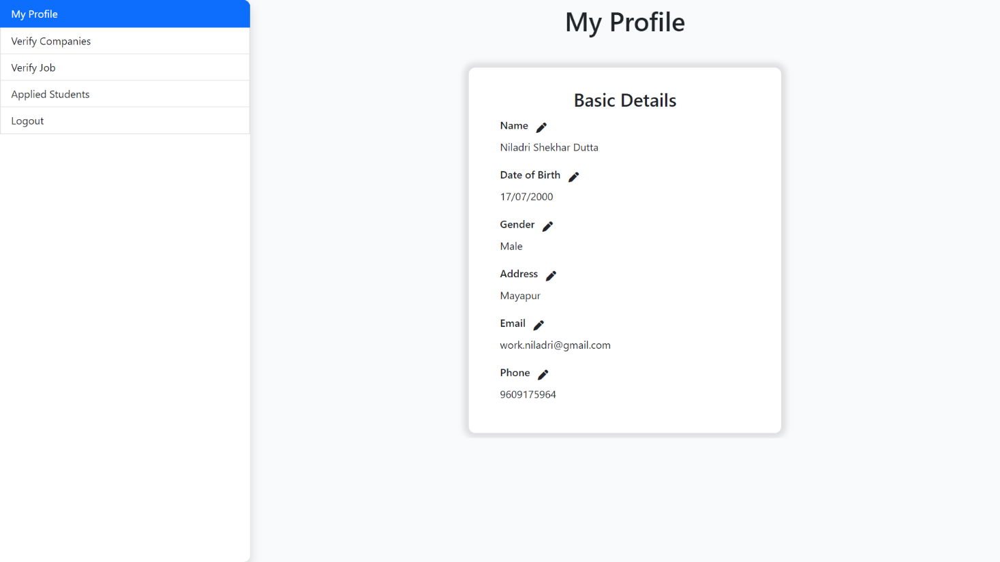 My Profile
Verify Companies
Verify Job
Applied Students
Logout
My Profile
Basic Details
Name
Niladri Shekhar Dutta
Date of Birth
17/07/2000
Gender
Male
Address
Mayapur
Email
work.niladri@gmail.com
Phone
9609175964